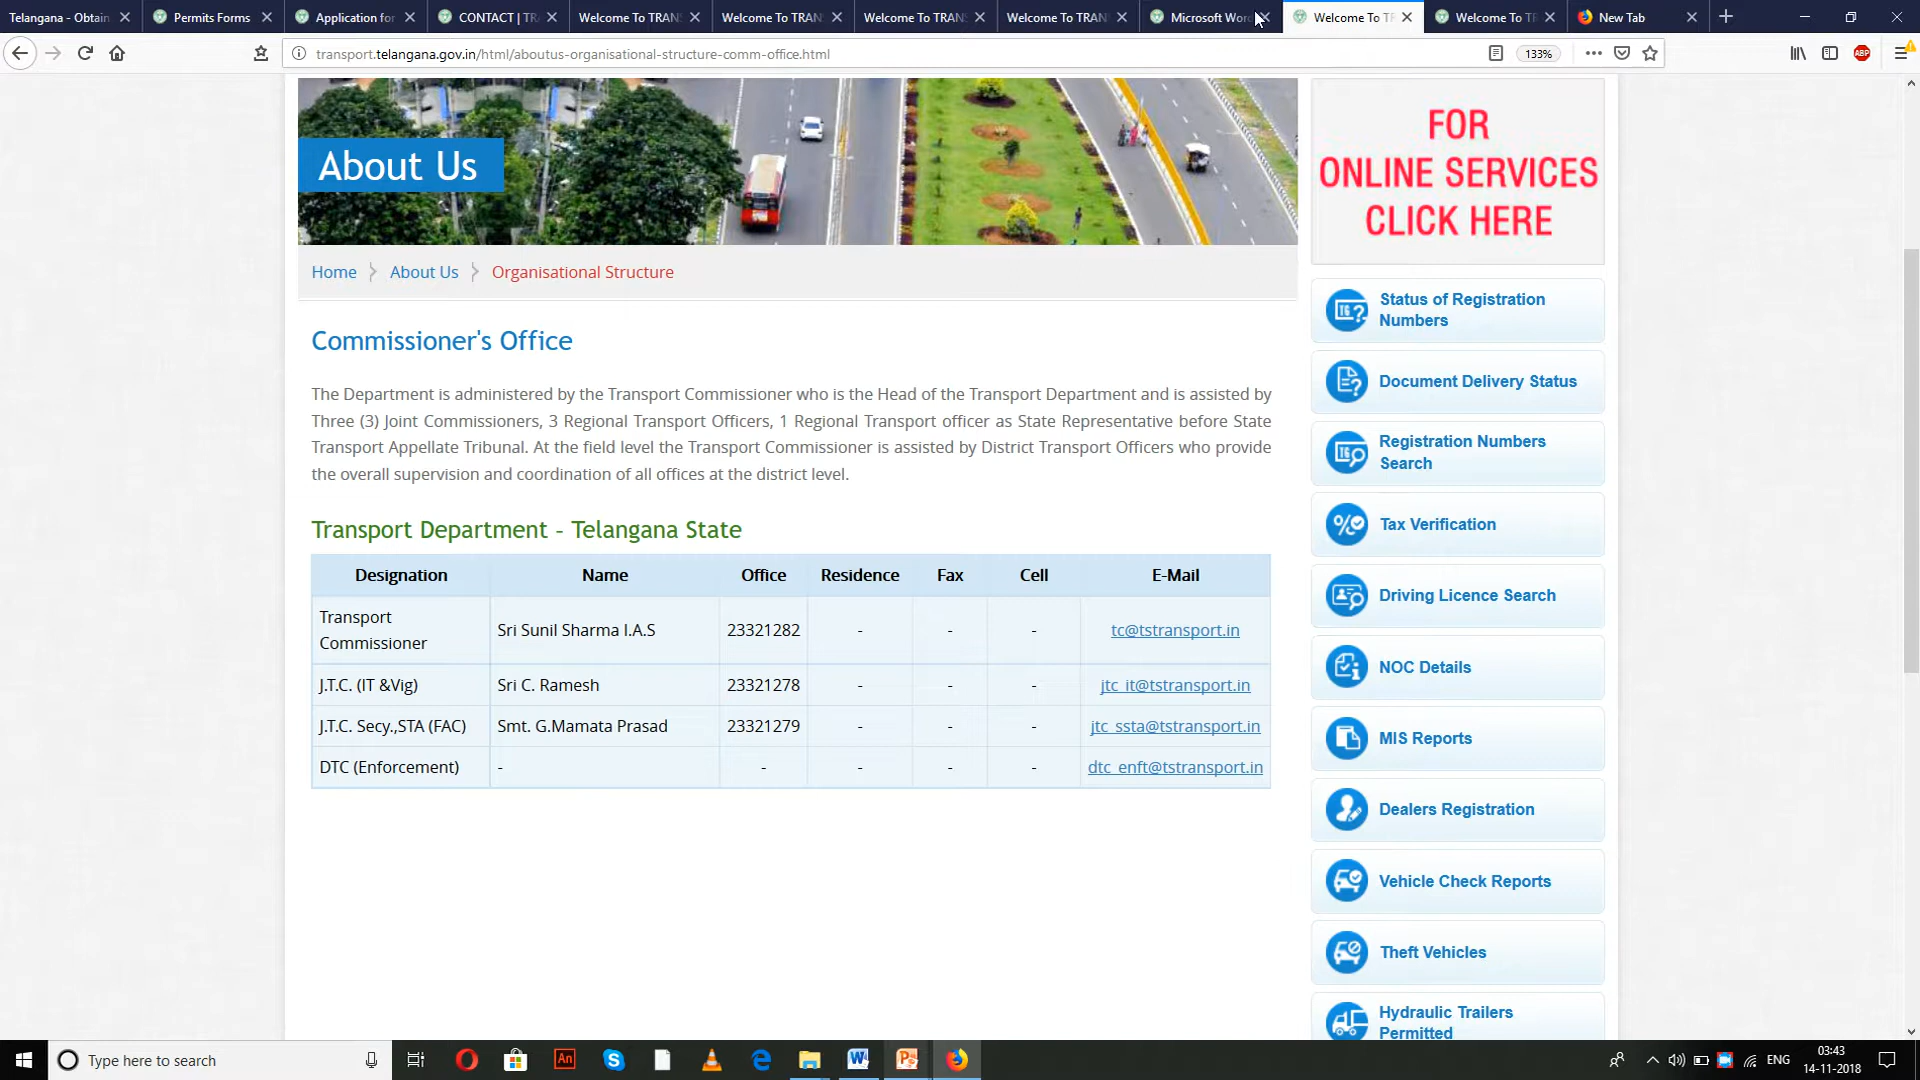 Telangana - Obtain
Permits Forms
Application for
CONTACT | TRA
Welcome To TRAN
Welcome To TRAN
Welcome To TRAN
Welcome To TRAN
Microsoft Word
Welcome To TR
Welcome To TR
New Tab
transport.telangana.gov.in/html/aboutus-organisational-structure-comm-office.html
133%
ABP
About Us
FOR
ONLINE SERVICES
CLICK HERE
Home
About Us
Organisational Structure
Commissioner's Office
The Department is administered by the Transport Commissioner who is the Head of the Transport Department and is assisted by
Three (3) Joint Commissioners, 3 Regional Transport Officers, 1 Regional Transport officer as State Representative before State
Transport Appellate Tribunal. At the field level the Transport Commissioner is assisted by District Transport Officers who provide
the overall supervision and coordination of all offices at the district level.
Transport Department - Telangana State
Designation Name Office Residence Fax Cell E-Mail
Transport
Commissioner
Sri Sunil Sharma I.A.S 23321282 - - - tc@tstransport.in
J.T.C. (IT &Vig) Sri C. Ramesh 23321278 - - - jtc_it@tstransport.in
J.T.C. Secy.,STA (FAC) Smt. G.Mamata Prasad 23321279 - - - jtc_ssta@tstransport.in
DTC (Enforcement) - - - - - dtc_enft@tstransport.in
Status of Registration
Numbers
Document Delivery Status
Registration Numbers
Search
Tax Verification
Driving Licence Search
NOC Details
MIS Reports
Dealers Registration
Vehicle Check Reports
Theft Vehicles
Hydraulic Trailers
Permitted
Type here to search
An
ENG
03:43
14-11-2018